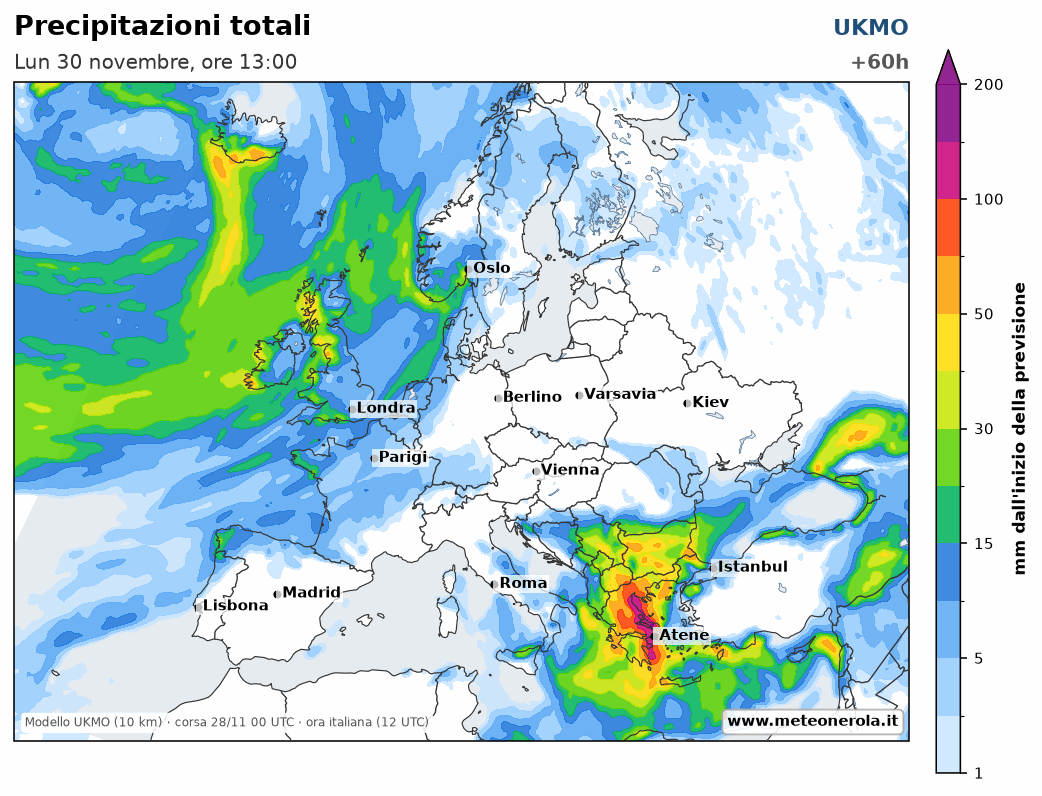 Precipitazioni totali
UKMO
Lun 30 novembre, ore 13:00
+60h
200
100
50
30
15
5
1
mm dall'inizio della previsione
Oslo
Londra
Berlino
Varsavia
Kiev
Parigi
Vienna
Istanbul
Roma
Madrid
Lisbona
Atene
Modello UKMO (10 km) · corsa 28/11 00 UTC · ora italiana (12 UTC)
www.meteonerola.it